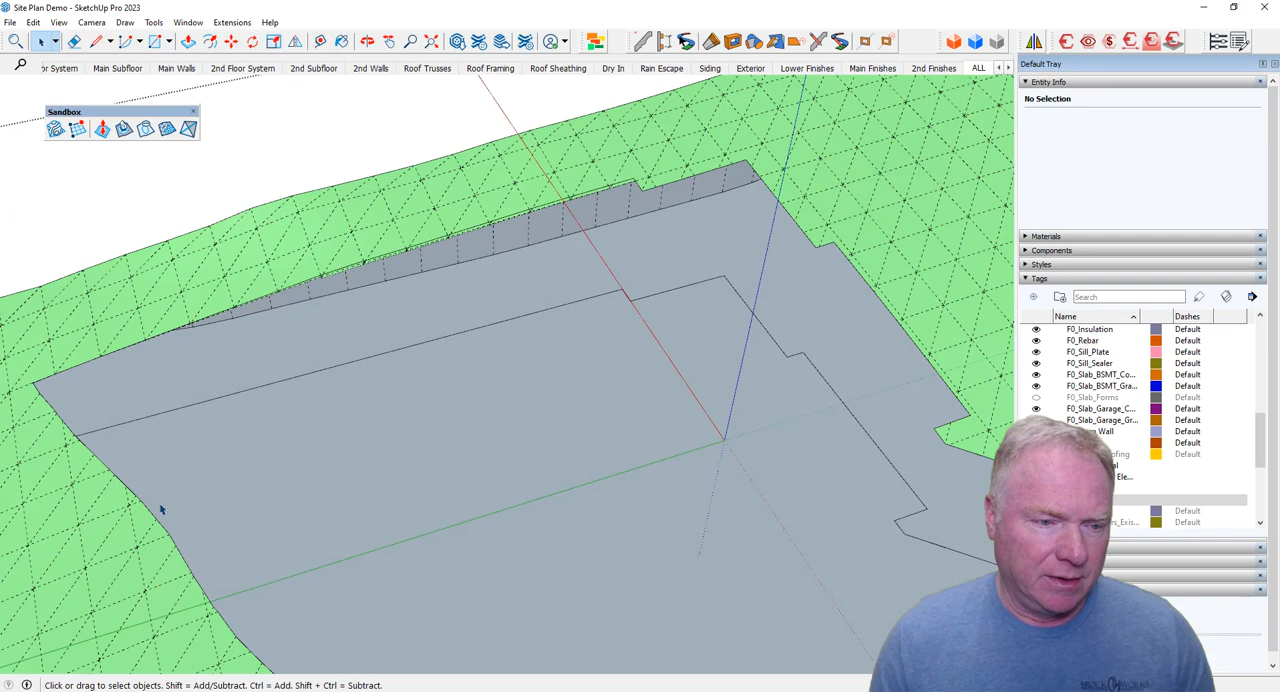 Site Plan Demo - SketchUp Pro 2023
File Edit View Camera Draw Tools Window Extensions Help
or System Main Subfloor Main Walls 2nd Floor System 2nd Subfloor 2nd Walls Roof Trusses Roof Framing Roof Sheathing Dry In Rain Escape Siding Exterior Lower Finishes Main Finishes 2nd Finishes ALL
Default Tray
Entity Info
No Selection
Sandbox
Materials
Components
Styles
Tags
Search
Name Dashes
F0_Insulation Default
F0_Rebar Default
F0_Sill_Plate Default
F0_Sill_Sealer Default
F0_Slab_BSMT_Co... Default
F0_Slab_BSMT_Gra... Default
F0_Slab_Forms Default
F0_Slab_Garage_C... Default
F0_Slab_Garage_Gr... Default
Wall Default
Default
ofing Default
al
Ele...
Default
rs_Exis... Default
Click or drag to select objects. Shift = Add/Subtract. Ctrl = Add. Shift + Ctrl = Subtract.